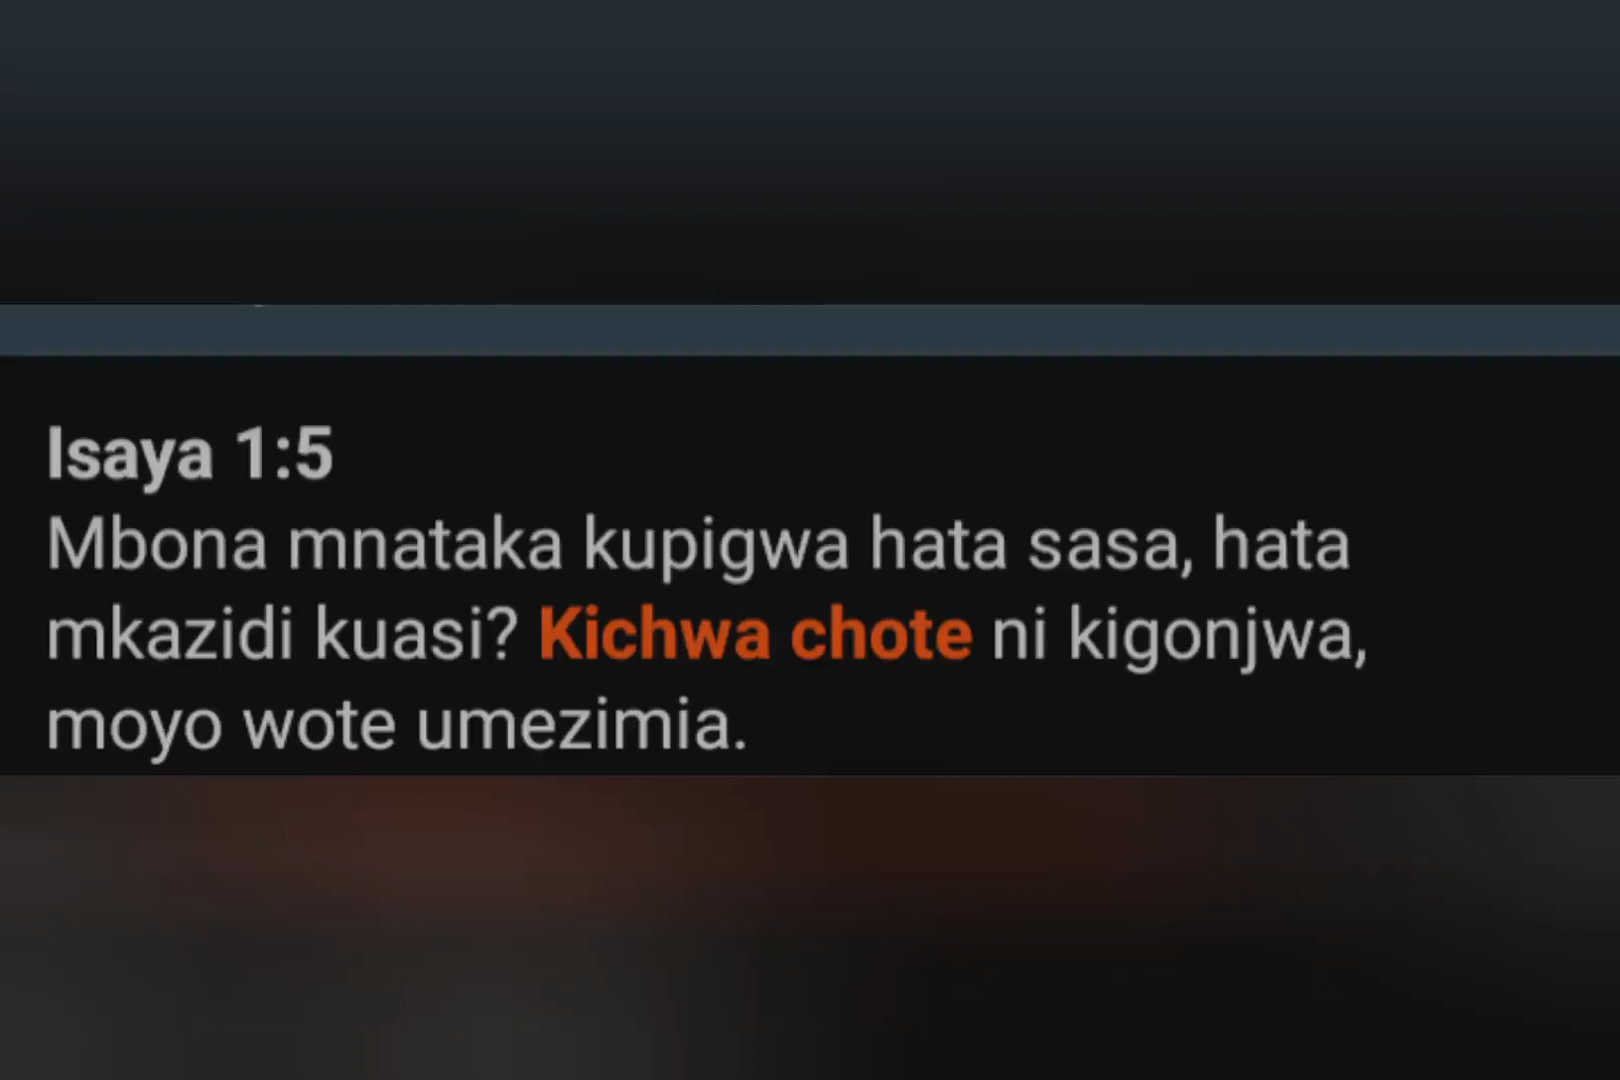 Isaya 1:5
Mbona mnataka kupigwa hata sasa, hata
mkazidi kuasi? Kichwa chote ni kigonjwa,
moyo wote umezimia.